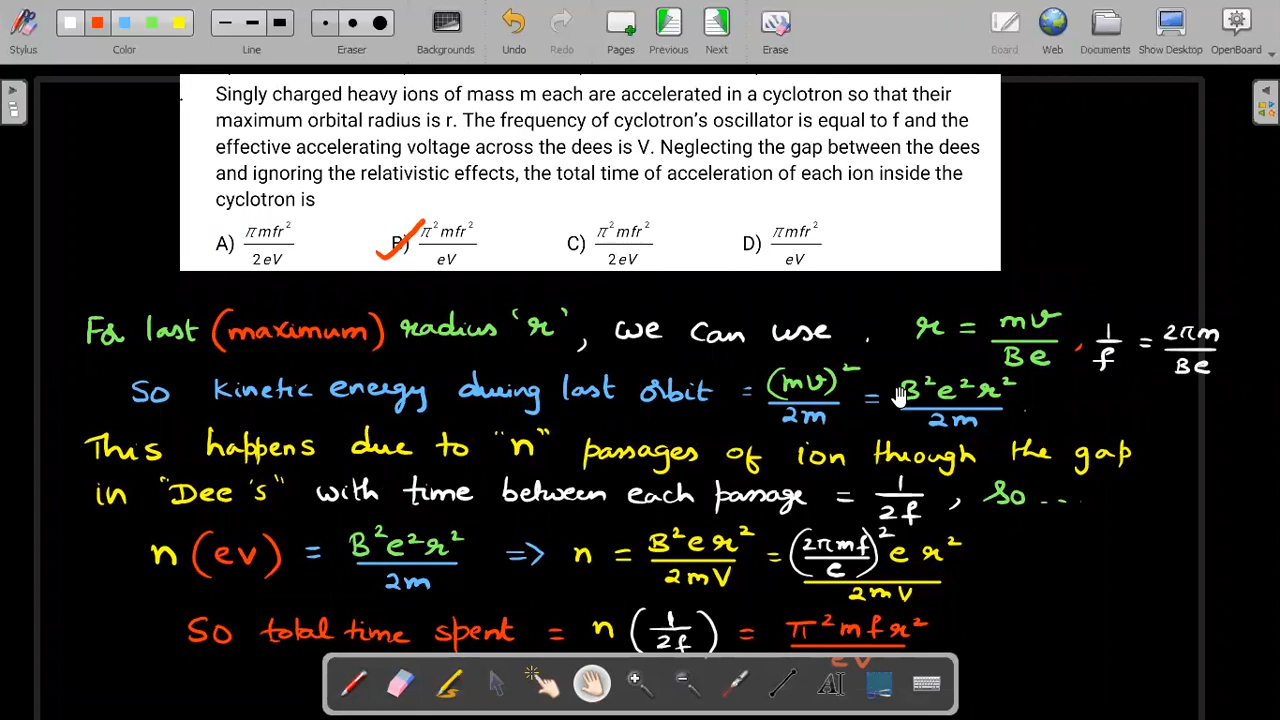 Stylus Color Line Eraser Backgrounds Undo Redo Pages Previous Next Erase Board Web Documents Show Desktop OpenBoard
. Singly charged heavy ions of mass m each are accelerated in a cyclotron so that their
maximum orbital radius is r. The frequency of cyclotron's oscillator is equal to f and the
effective accelerating voltage across the dees is V. Neglecting the gap between the dees
and ignoring the relativistic effects, the total time of acceleration of each ion inside the
cyclotron is
A) πmfr²/2eV B) π²mfr²/eV C) π²mfr²/2eV D) πmfr²/eV
For last (maximum) radius 'r', we can use . r = mv/Be , 1/f = 2πm/Be
So Kinetic energy during last orbit = (mv)²/2m = B²e²r²/2m .
This happens due to "n" passages of ion through the gap
in "Dee's" with time between each passage = 1/2f , so ...
n (ev) = B²e²r²/2m => n = B²er²/2mV = (2πmf/e)² e r²/2mV
So total time spent = n (1/2f) = π²mfr²/eV
AI